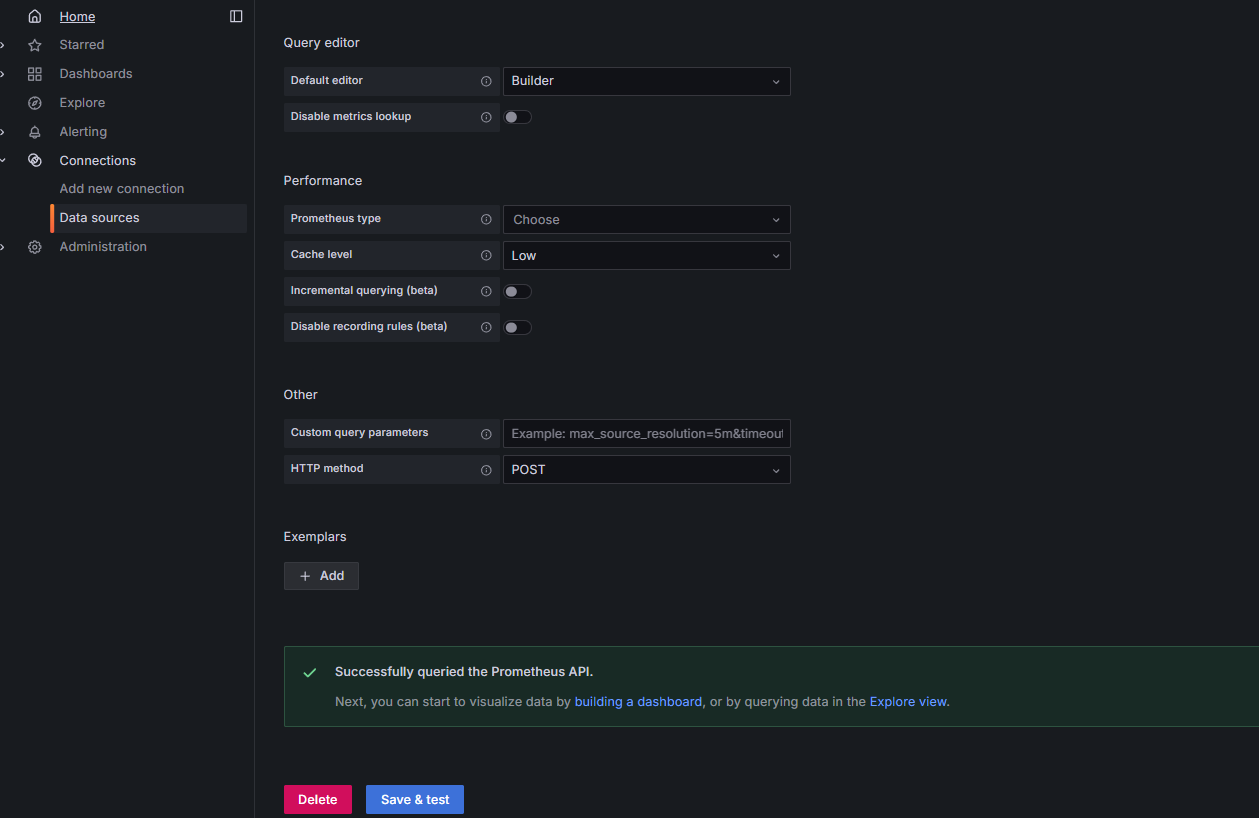 Home
Starred
Dashboards
Explore
Alerting
Connections
Add new connection
Data sources
Administration
Query editor
Default editor Builder
Disable metrics lookup
Performance
Prometheus type Choose
Cache level Low
Incremental querying (beta)
Disable recording rules (beta)
Other
Custom query parameters Example: max_source_resolution=5m&timeout
HTTP method POST
Exemplars
+ Add
Successfully queried the Prometheus API.
Next, you can start to visualize data by building a dashboard, or by querying data in the Explore view.
Delete Save & test